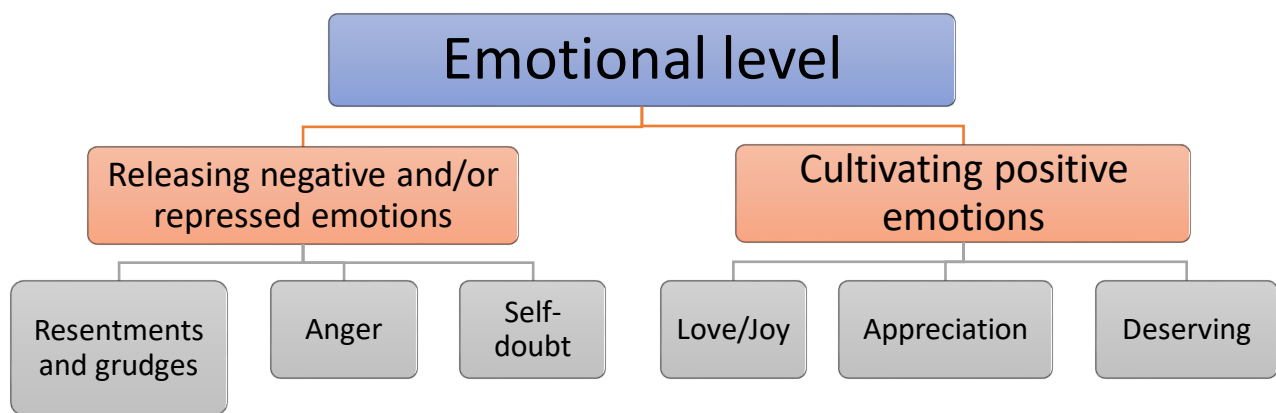 Emotional level
Releasing negative and/or
repressed emotions
Cultivating positive
emotions
Resentments
and grudges
Anger
Self-
doubt
Love/Joy
Appreciation
Deserving